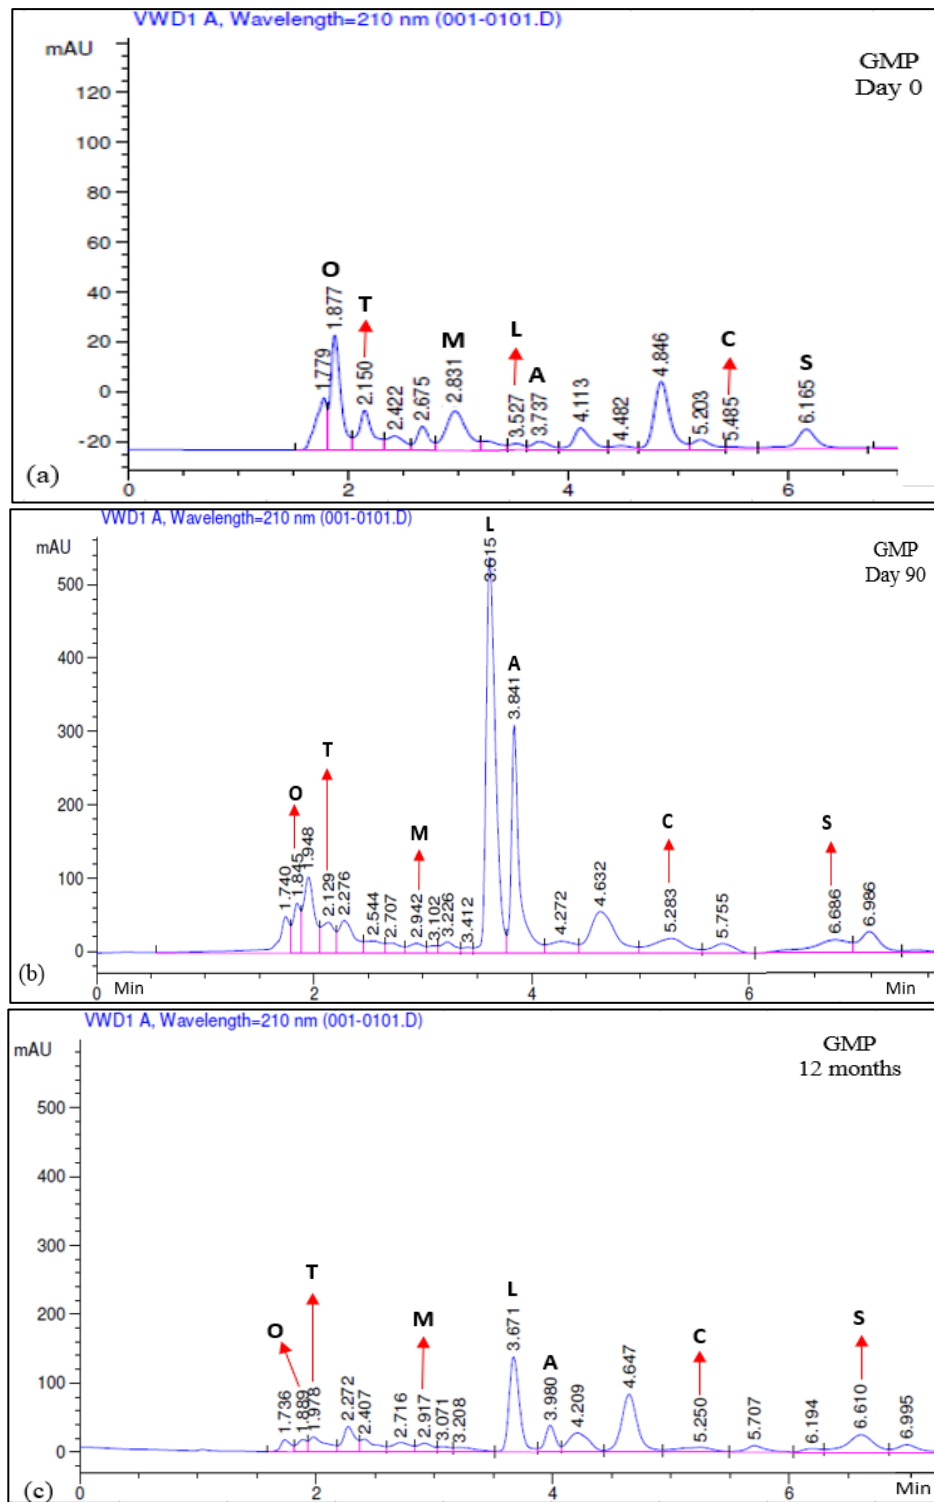 VWD1 A, Wavelength=210 nm (001-0101.D)
mAU
GMP
Day 0
120
100
80
60
40
20
0
-20
O
T
M
L
A
C
S
1.779
1.877
2.150
2.422
2.675
2.831
3.527
3.737
4.113
4.482
4.846
5.203
5.485
6.165
(a)
0 2 4 6
VWD1 A, Wavelength=210 nm (001-0101.D)
mAU
GMP
Day 90
500
400
300
200
100
0
O
T
M
L
A
C
S
1.740
1.845
1.948
2.129
2.276
2.544
2.707
2.942
3.102
3.226
3.412
3.615
3.841
4.272
4.632
5.283
5.755
6.686
6.986
(b)
0 Min 2 4 6 Min
VWD1 A, Wavelength=210 nm (001-0101.D)
mAU
GMP
12 months
500
400
300
200
100
0
O
T
M
L
A
C
S
1.736
1.889
1.978
2.272
2.407
2.716
2.917
3.071
3.208
3.671
3.980
4.209
4.647
5.250
5.707
6.194
6.610
6.995
(c)
0 2 4 6 Min